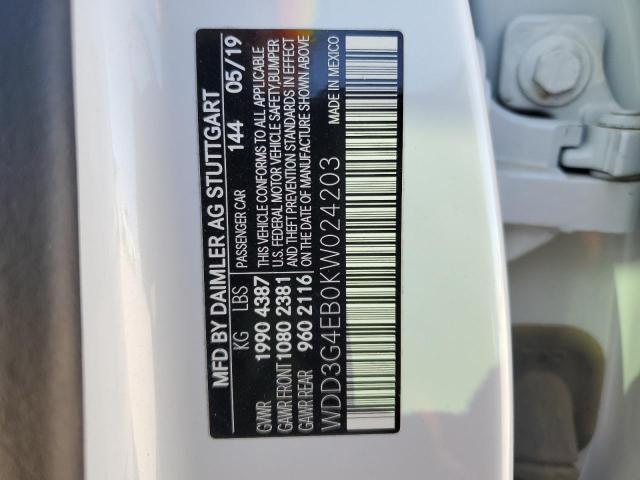 MFD BY DAIMLER AG STUTTGART
KG LBS PASSENGER CAR 144 05/19
GVWR 1990 4387 THIS VEHICLE CONFORMS TO ALL APPLICABLE
GAWR FRONT 1080 2381 U.S. FEDERAL MOTOR VEHICLE SAFETY, BUMPER
GAWR REAR 960 2116 AND THEFT PREVENTION STANDARDS IN EFFECT
ON THE DATE OF MANUFACTURE SHOWN ABOVE
WDD3G4EB0KW024203 MADE IN MEXICO